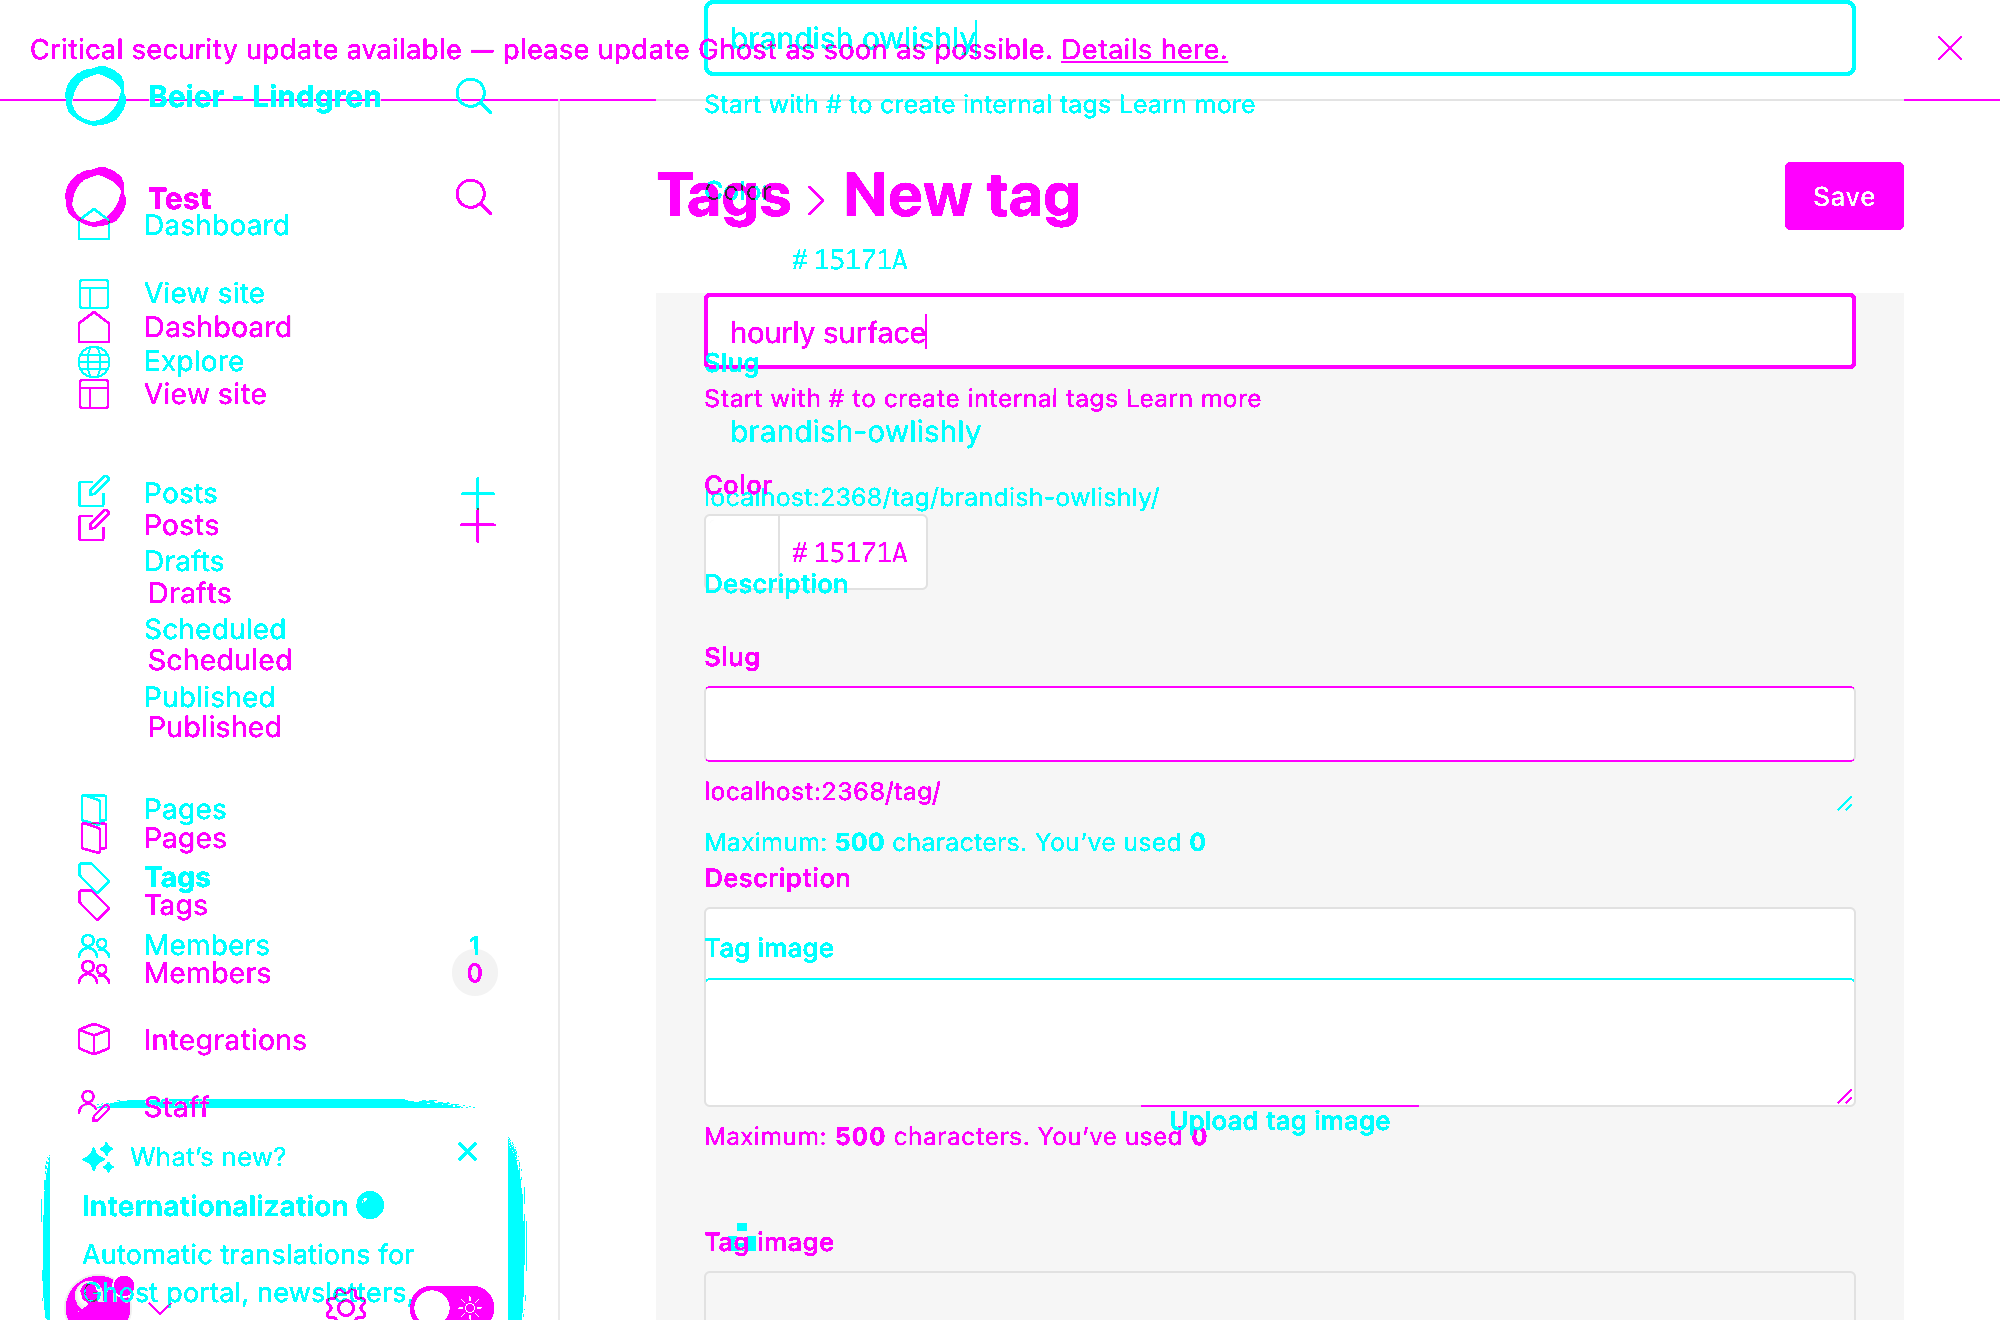 brandish owlishly
Critical security update available — please update Ghost as soon as possible. Details here.
Beier - Lindgren
Start with # to create internal tags Learn more
Test
Color
Tags › New tag
Save
Dashboard
# 15171A
View site
Dashboard
hourly surface
Explore
Slug
View site
Start with # to create internal tags Learn more
brandish-owlishly
Posts
Color
localhost:2368/tag/brandish-owlishly/
Posts
# 15171A
Drafts
Description
Drafts
Scheduled
Scheduled
Slug
Published
Published
localhost:2368/tag/
Pages
Pages
Maximum: 500 characters. You’ve used 0
Tags
Description
Tags
Members 1
Tag image
Members 0
Integrations
Staff
Upload tag image
Maximum: 500 characters. You’ve used 0
What’s new?
Internationalization
Tag image
Automatic translations for
Ghost portal, newsletters,